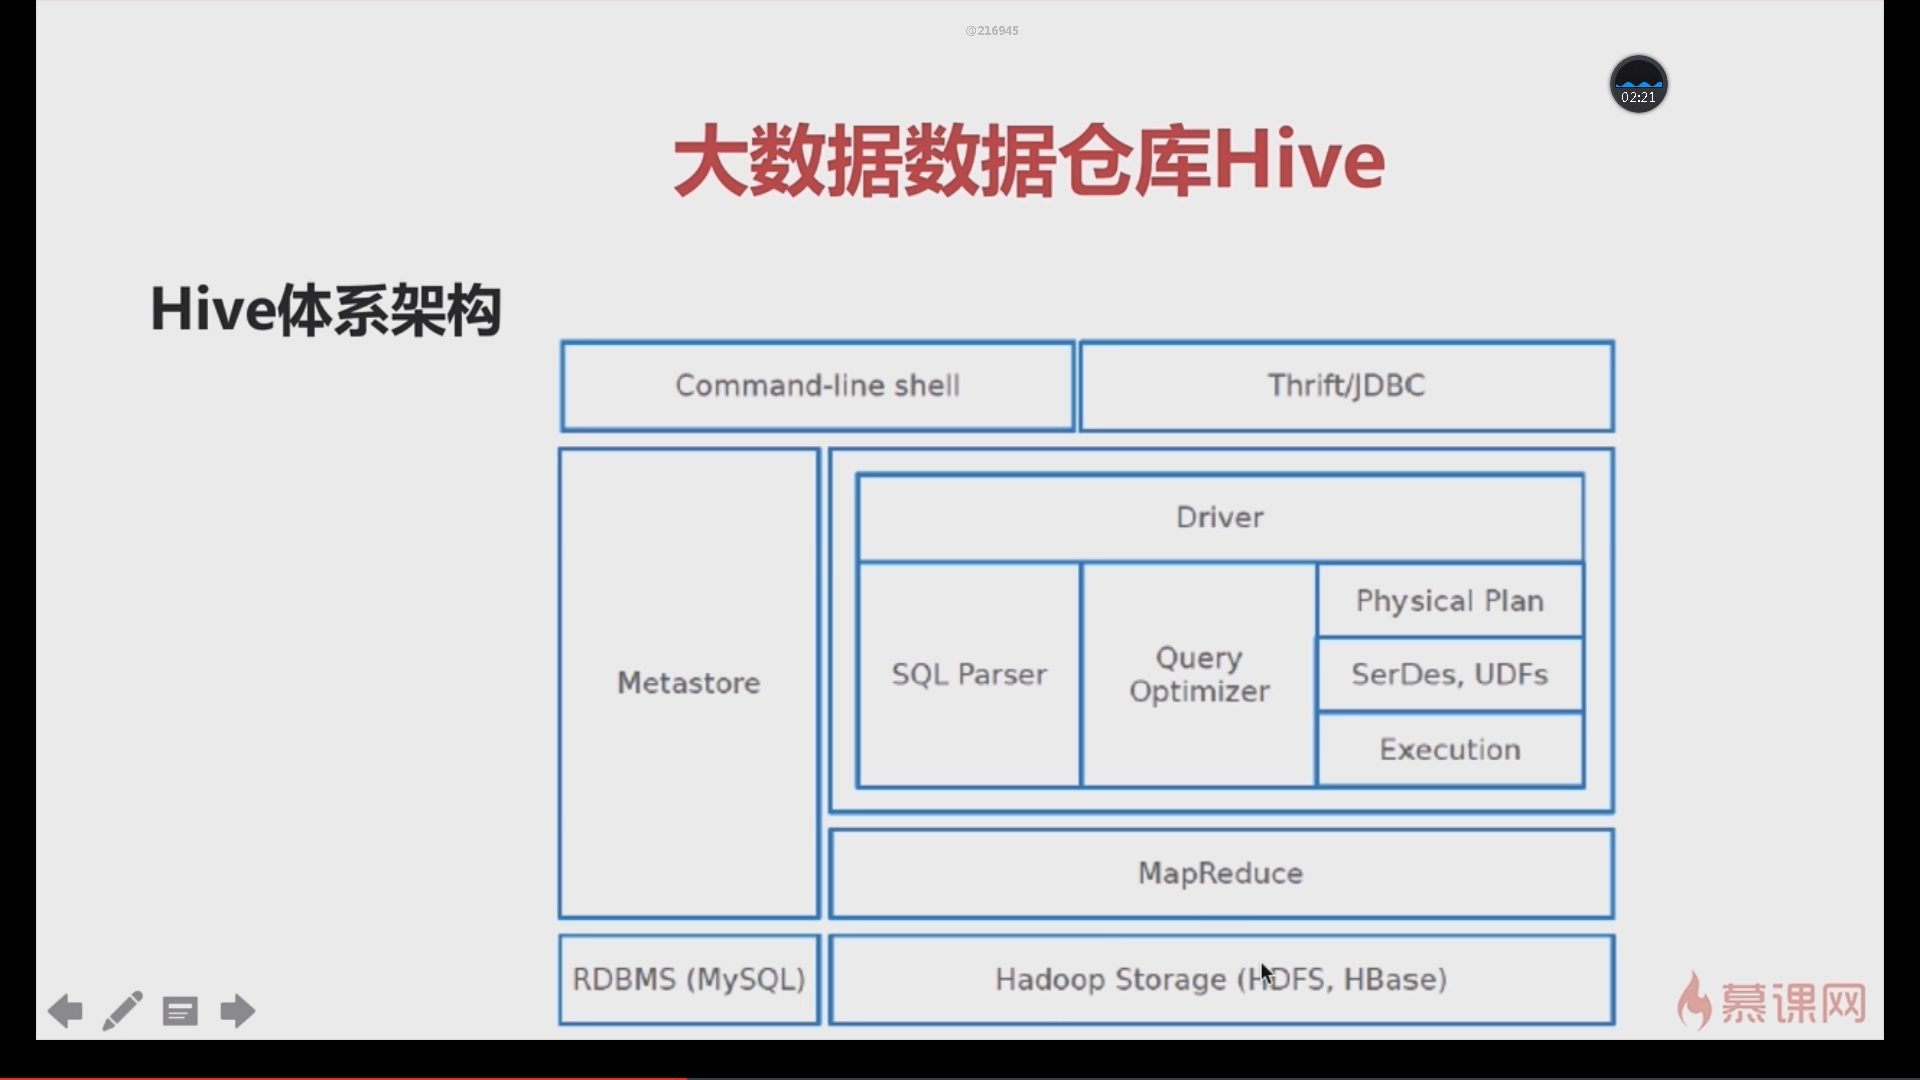 @216945
02:21
大数据数据仓库Hive
Hive体系架构
Command-line shell
Thrift/JDBC
Driver
Metastore
SQL Parser
Query
Optimizer
Physical Plan
SerDes, UDFs
Execution
MapReduce
RDBMS (MySQL)
Hadoop Storage (HDFS, HBase)
慕课网